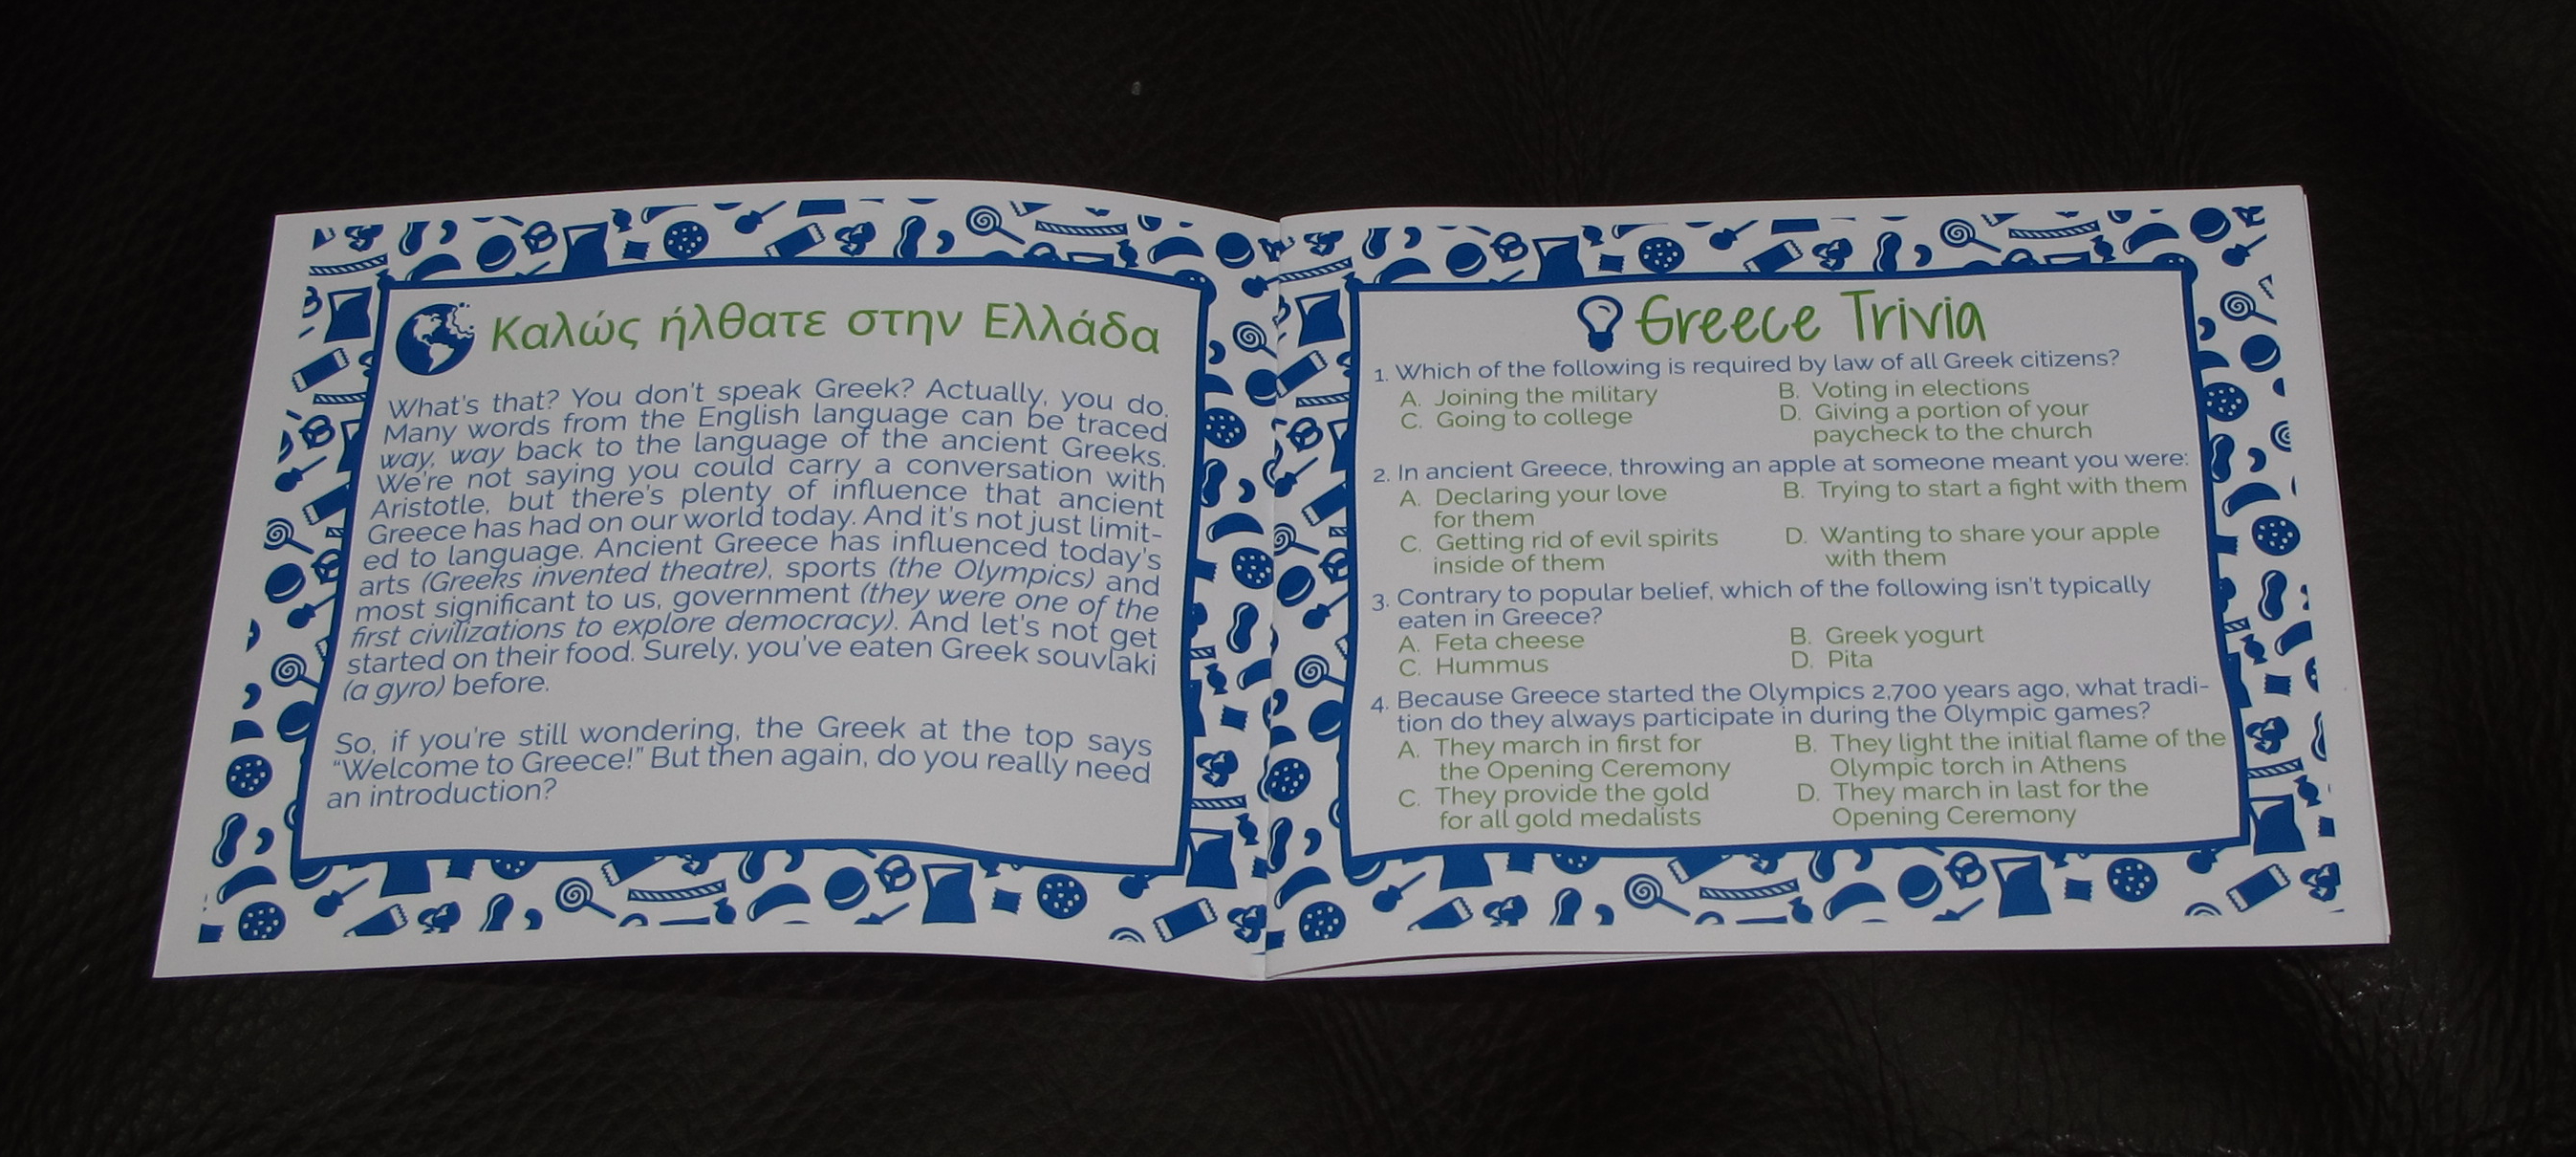 Καλώς ήλθατε στην Ελλάδα
What's that? You don't speak Greek? Actually, you do.
Many words from the English language can be traced
way, way back to the language of the ancient Greeks.
We're not saying you could carry a conversation with
Aristotle, but there's plenty of influence that ancient
Greece has had on our world today. And it's not just limit-
ed to language. Ancient Greece has influenced today's
arts (Greeks invented theatre), sports (the Olympics) and
most significant to us, government (they were one of the
first civilizations to explore democracy). And let's not get
started on their food. Surely, you've eaten Greek souvlaki
(a gyro) before.
So, if you're still wondering, the Greek at the top says
"Welcome to Greece!" But then again, do you really need
an introduction?
Greece Trivia
1. Which of the following is required by law of all Greek citizens?
A. Joining the military
B. Voting in elections
C. Going to college
D. Giving a portion of your
paycheck to the church
2. In ancient Greece, throwing an apple at someone meant you were:
A. Declaring your love
for them
B. Trying to start a fight with them
C. Getting rid of evil spirits
inside of them
D. Wanting to share your apple
with them
3. Contrary to popular belief, which of the following isn't typically
eaten in Greece?
A. Feta cheese
B. Greek yogurt
C. Hummus
D. Pita
4. Because Greece started the Olympics 2,700 years ago, what tradi-
tion do they always participate in during the Olympic games?
A. They march in first for
the Opening Ceremony
B. They light the initial flame of the
Olympic torch in Athens
C. They provide the gold
for all gold medalists
D. They march in last for the
Opening Ceremony